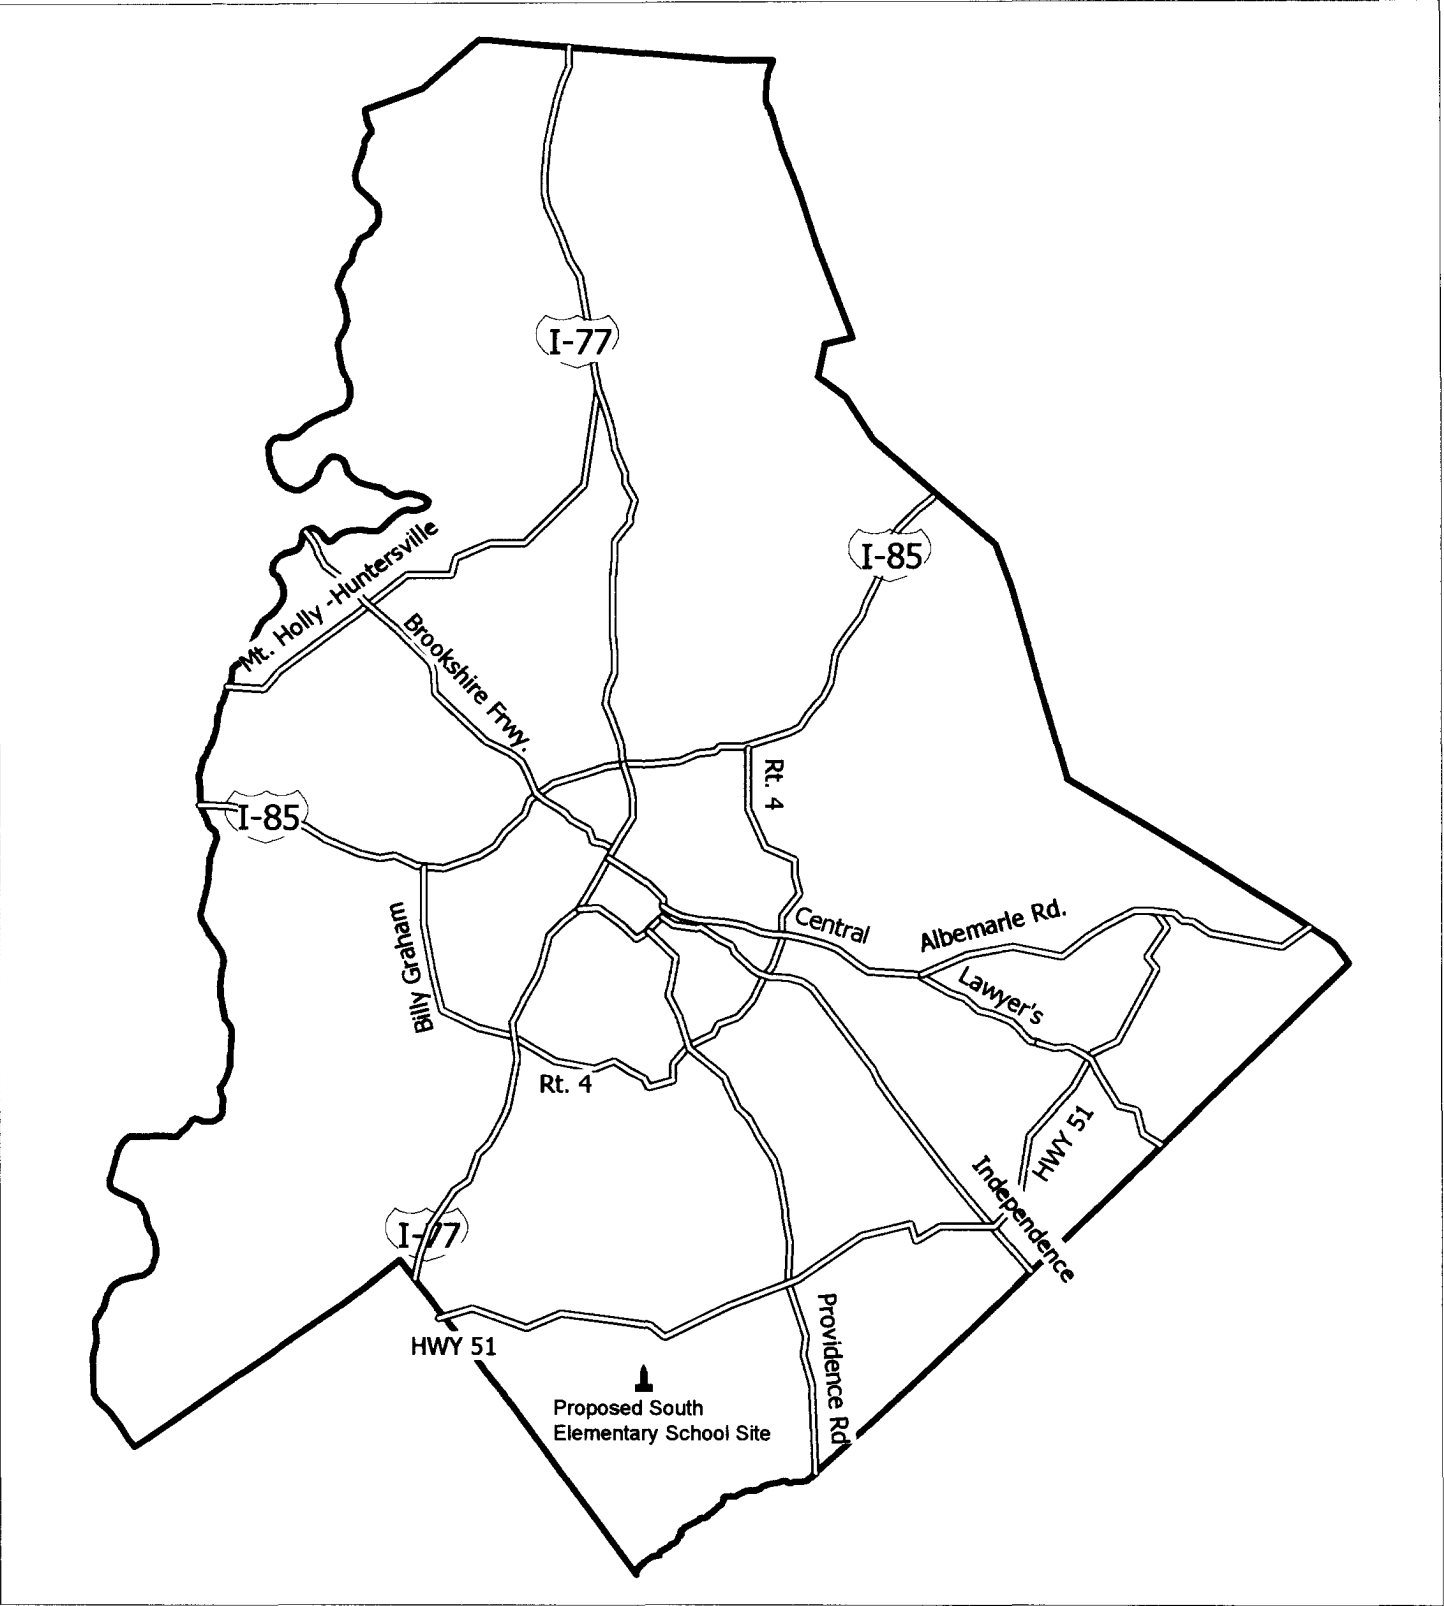 I-77
I-85
Mt. Holly -Huntersville
Brookshire Frwy.
I-85
Rt. 4
Central
Albemarle Rd.
Billy Graham
Lawyer's
Rt. 4
HWY 51
Independence
I-77
HWY 51
Providence Rd
Proposed South
Elementary School Site